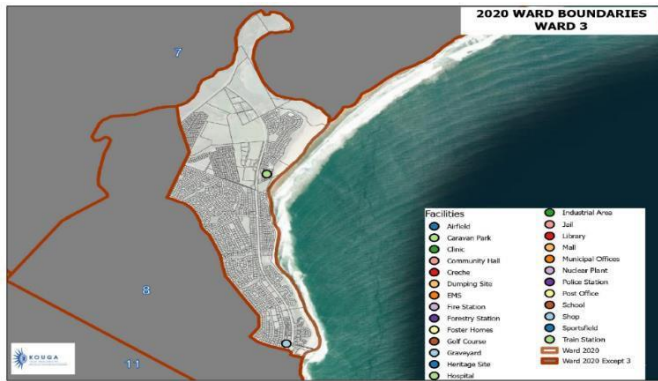 2020 WARD BOUNDARIES
WARD 3
7
8
11
Facilities
Airfield
Caravan Park
Clinic
Community Hall
Creche
Dumping Site
EMS
Fire Station
Forestry Station
Foster Homes
Golf Course
Graveyard
Heritage Site
Hospital
Industrial Area
Jail
Library
Mall
Municipal Offices
Nuclear Plant
Police Station
Post Office
School
Shop
Sportsfield
Train Station
Ward 2020
Ward 2020 Except 3
KOUGA